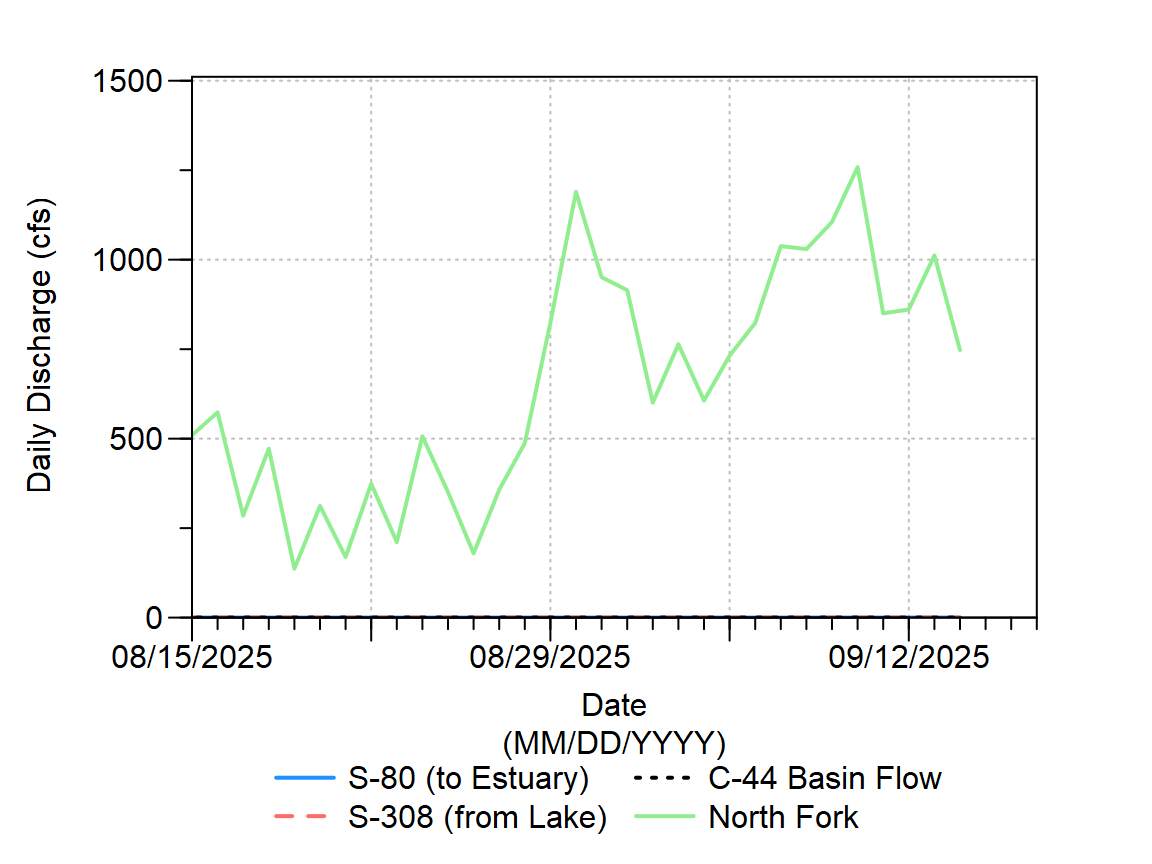 1500
1000
500
0
Daily Discharge (cfs)
08/15/2025
08/29/2025
09/12/2025
Date
(MM/DD/YYYY)
S-80 (to Estuary)
C-44 Basin Flow
S-308 (from Lake)
North Fork